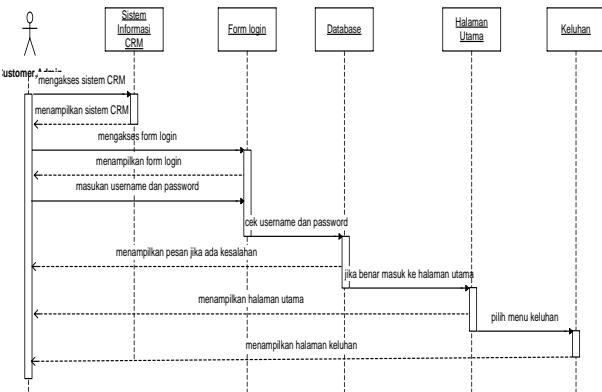 Sistem
Informasi
CRM
Form login
Database
Halaman
Utama
Keluhan
ustomer,Admin
mengakses sistem CRM
menampilkan sistem CRM
mengakses form login
menampilkan form login
masukan username dan password
cek username dan password
menampilkan pesan jika ada kesalahan
jika benar masuk ke halaman utama
menampilkan halaman utama
pilih menu keluhan
menampilkan halaman keluhan